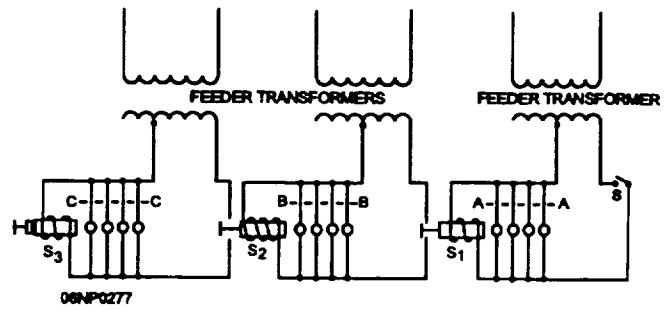 FEEDER TRANSFORMERS
FEEDER TRANSFORMER
C C
B B
A A
S
S3
S2
S1
06NP0277